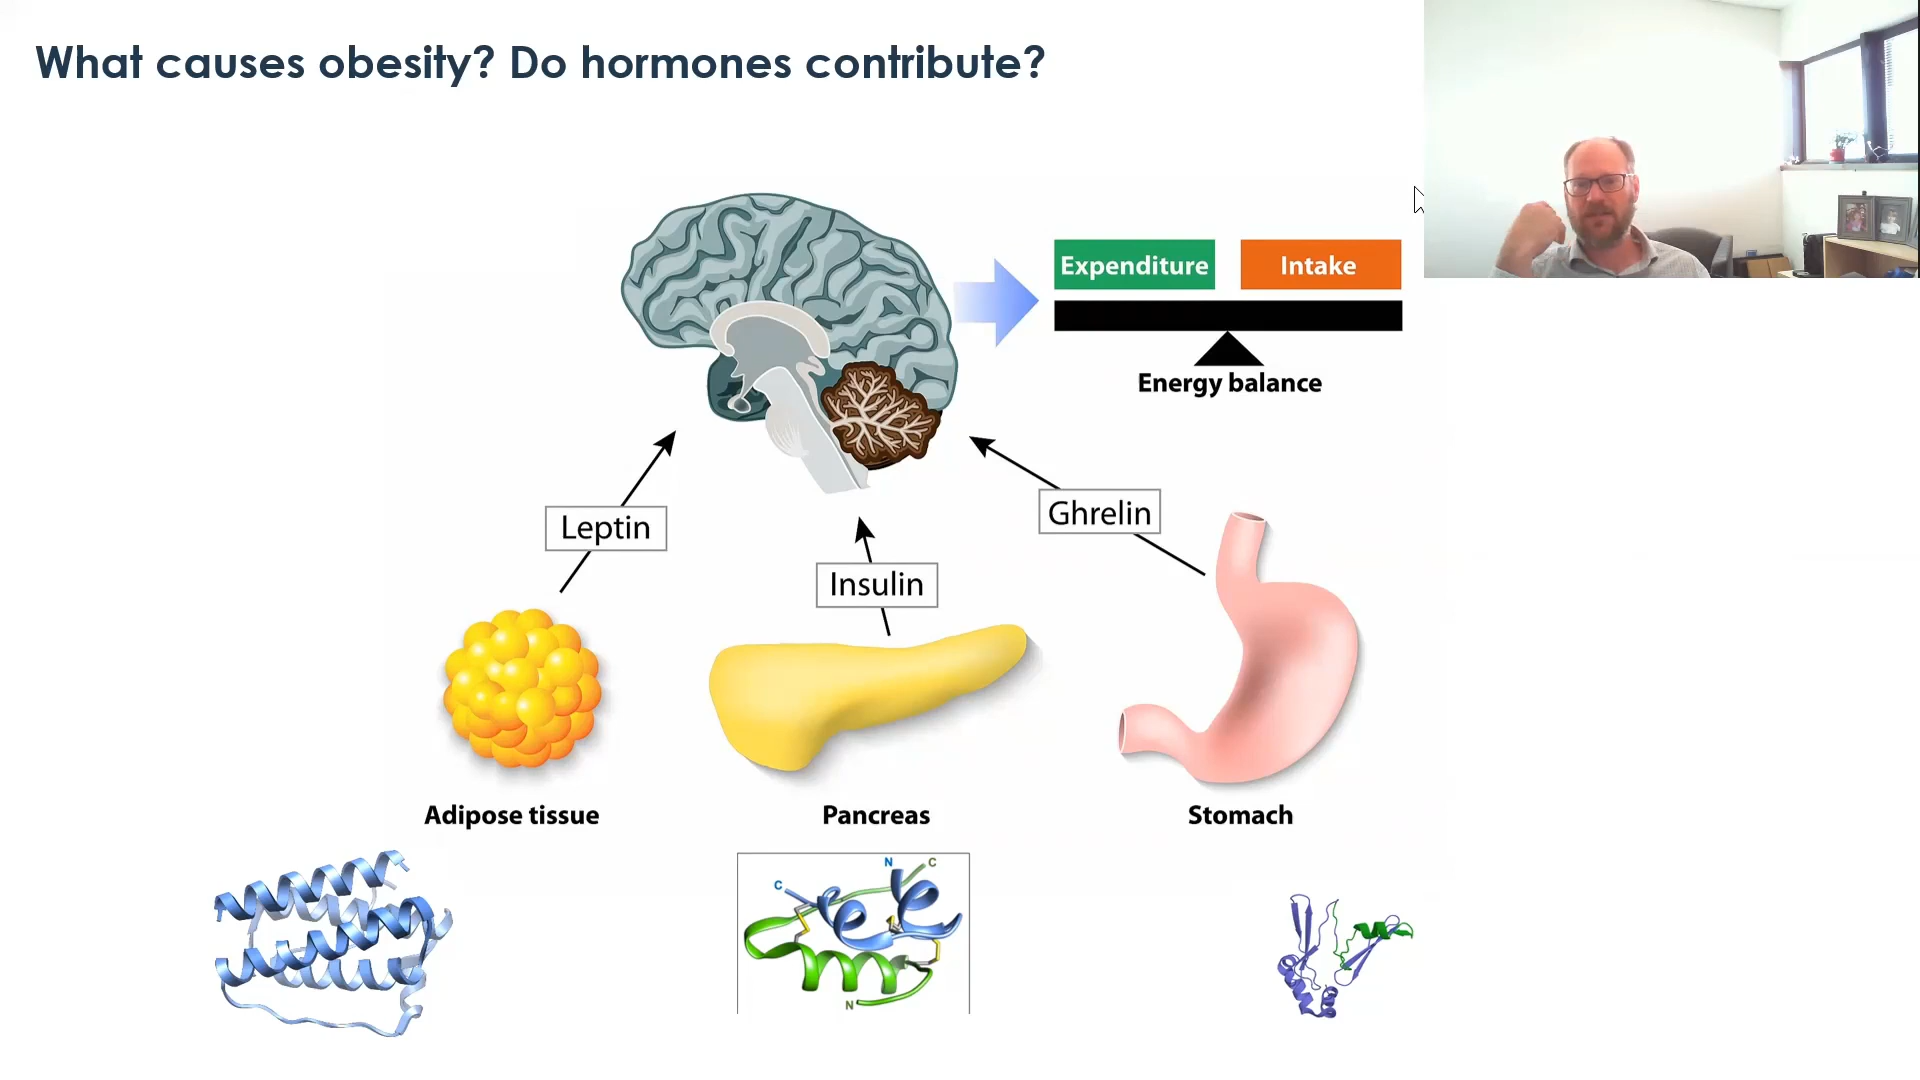 What causes obesity? Do hormones contribute?
Expenditure
Intake
Energy balance
Leptin
Insulin
Ghrelin
Adipose tissue
Pancreas
Stomach
N
C
C
N